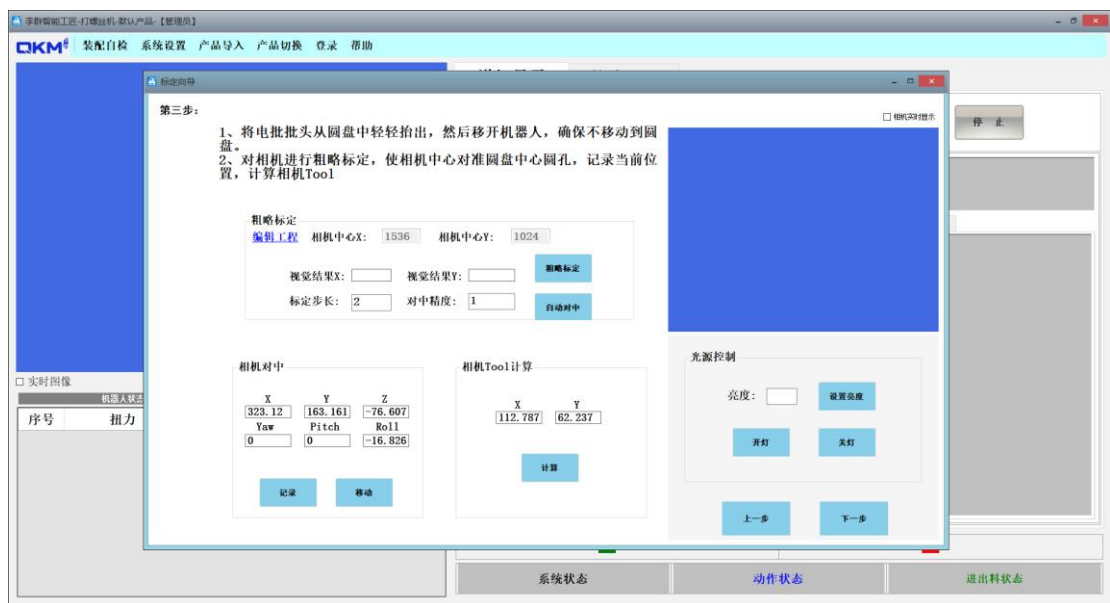 李群智能工匠-打螺丝机-默认产品-【管理员】
QKM 装配自检 系统设置 产品导入 产品切换 登录 帮助
标定向导
第三步:
相机实时显示
停 止
1、将电批批头从圆盘中轻轻抬出，然后移开机器人，确保不移动到圆
盘。
2、对相机进行粗略标定，使相机中心对准圆盘中心圆孔，记录当前位
置，计算相机Tool
粗略标定
编辑工程 相机中心X: 1536 相机中心Y: 1024
视觉结果X: 视觉结果Y: 粗略标定
标定步长: 2 对中精度: 1 自动对中
相机对中
X Y Z
323.12 163.161 -76.607
Yaw Pitch Roll
0 0 -16.826
记录 移动
相机Tool计算
X Y
112.787 62.237
计算
光源控制
亮度: 设置亮度
开灯 关灯
上一步 下一步
实时图像
机器人状态
序号 扭力
系统状态 动作状态 进出料状态